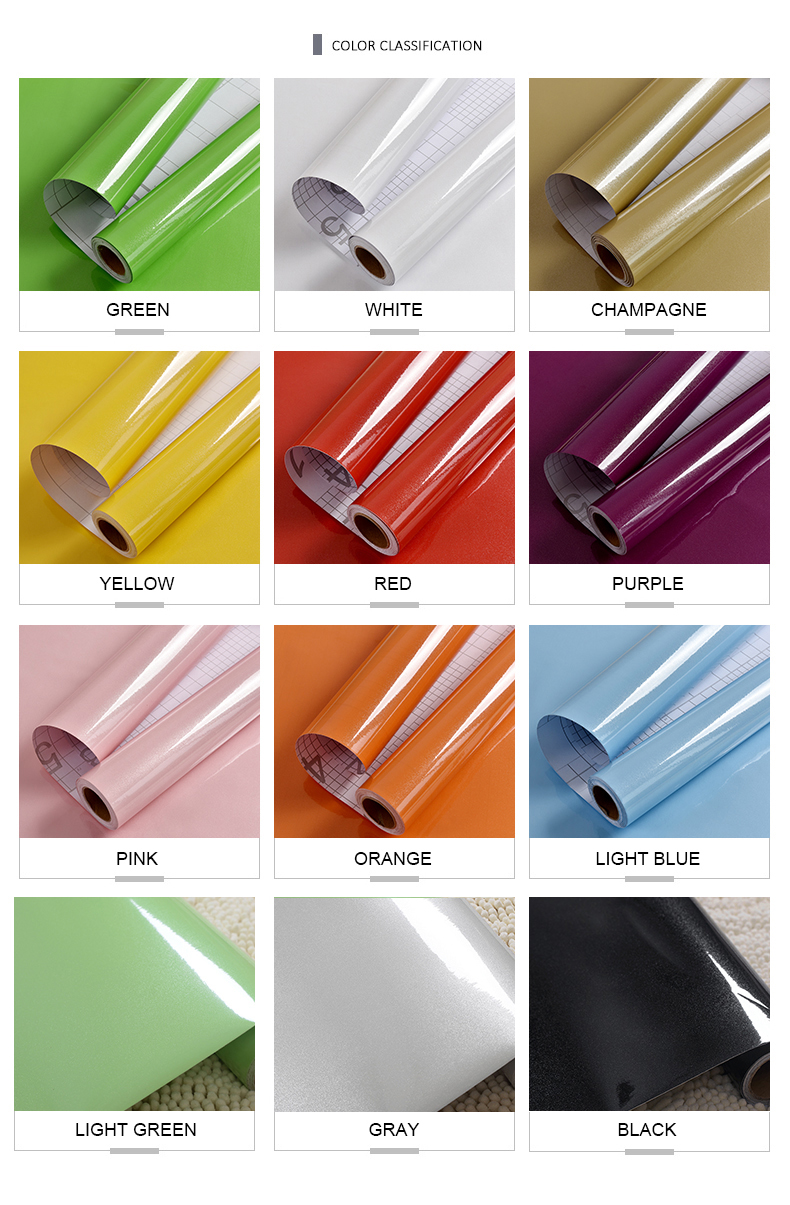 COLOR CLASSIFICATION
GREEN
WHITE
CHAMPAGNE
YELLOW
RED
PURPLE
PINK
ORANGE
LIGHT BLUE
LIGHT GREEN
GRAY
BLACK